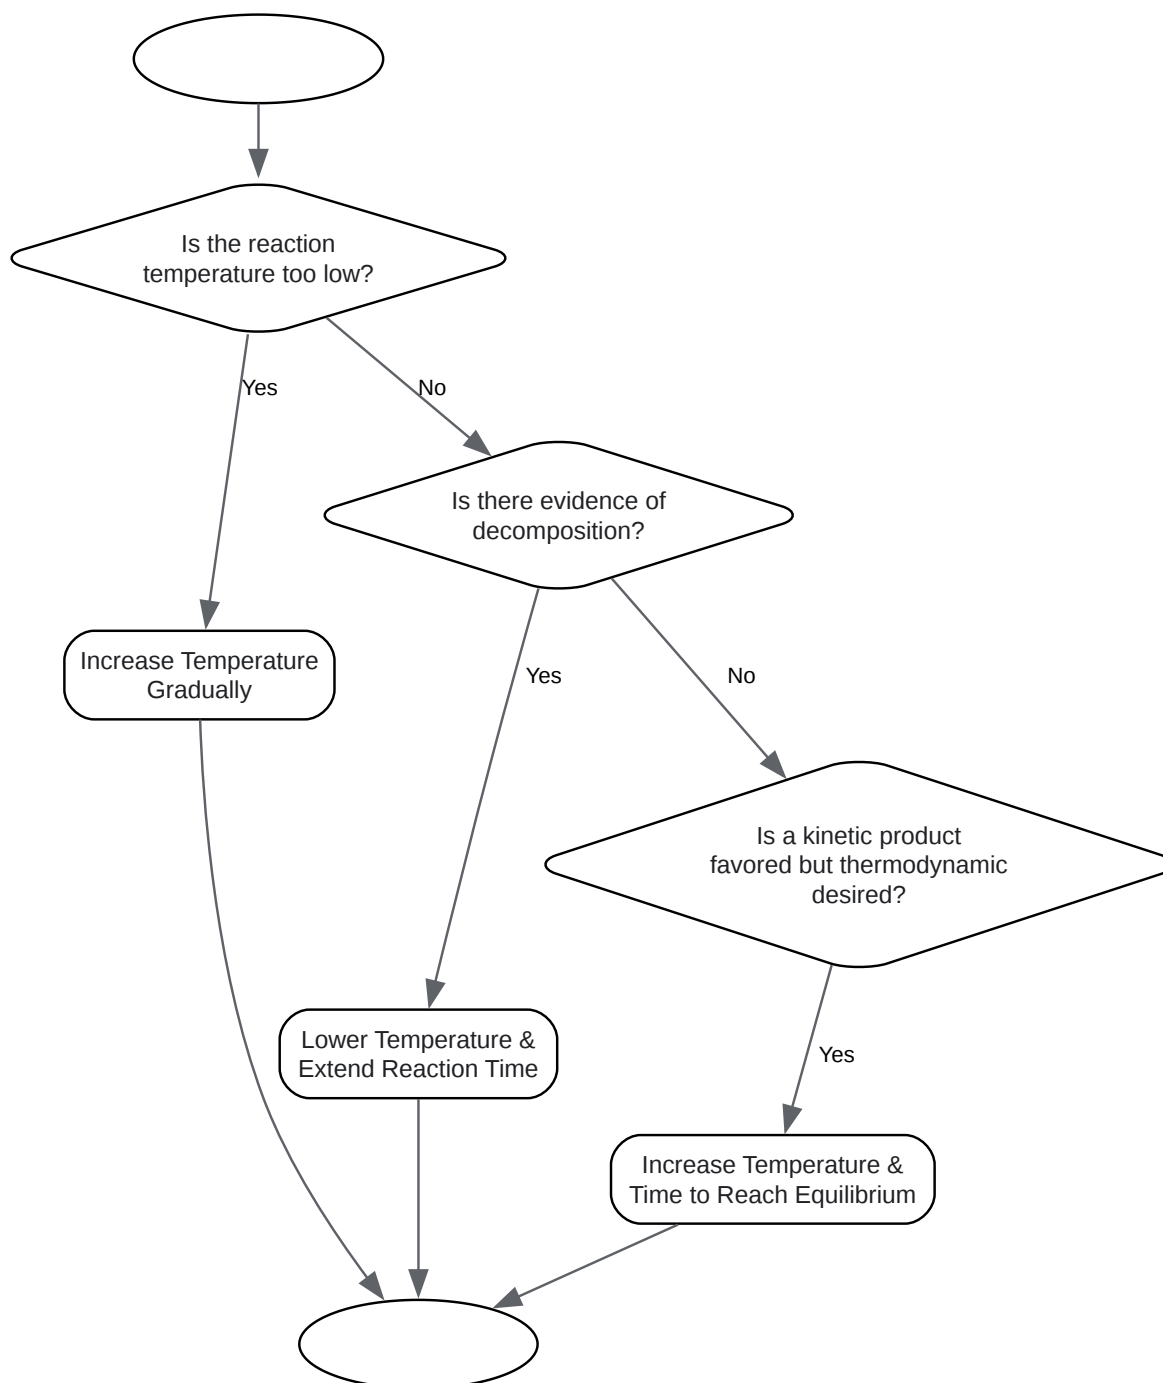 Is the reaction
temperature too low?
Yes
No
Is there evidence of
decomposition?
Increase Temperature
Gradually
Yes
No
Is a kinetic product
favored but thermodynamic
desired?
Lower Temperature &
Extend Reaction Time
Yes
Increase Temperature &
Time to Reach Equilibrium